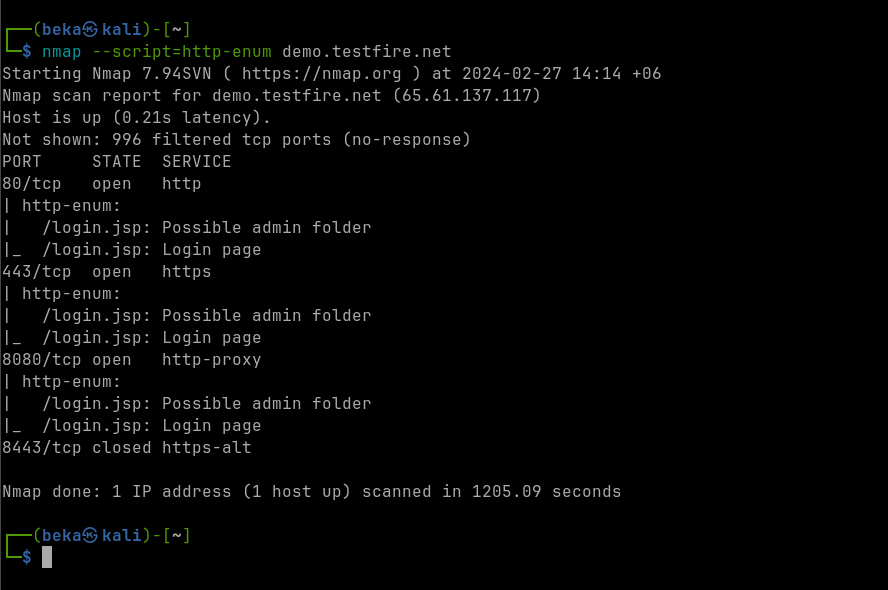 ┌──(beka㉿kali)-[~]
└─$ nmap --script=http-enum demo.testfire.net
Starting Nmap 7.94SVN ( https://nmap.org ) at 2024-02-27 14:14 +06
Nmap scan report for demo.testfire.net (65.61.137.117)
Host is up (0.21s latency).
Not shown: 996 filtered tcp ports (no-response)
PORT     STATE  SERVICE
80/tcp   open   http
| http-enum:
|   /login.jsp: Possible admin folder
|_  /login.jsp: Login page
443/tcp  open   https
| http-enum:
|   /login.jsp: Possible admin folder
|_  /login.jsp: Login page
8080/tcp open   http-proxy
| http-enum:
|   /login.jsp: Possible admin folder
|_  /login.jsp: Login page
8443/tcp closed https-alt
Nmap done: 1 IP address (1 host up) scanned in 1205.09 seconds
┌──(beka㉿kali)-[~]
└─$